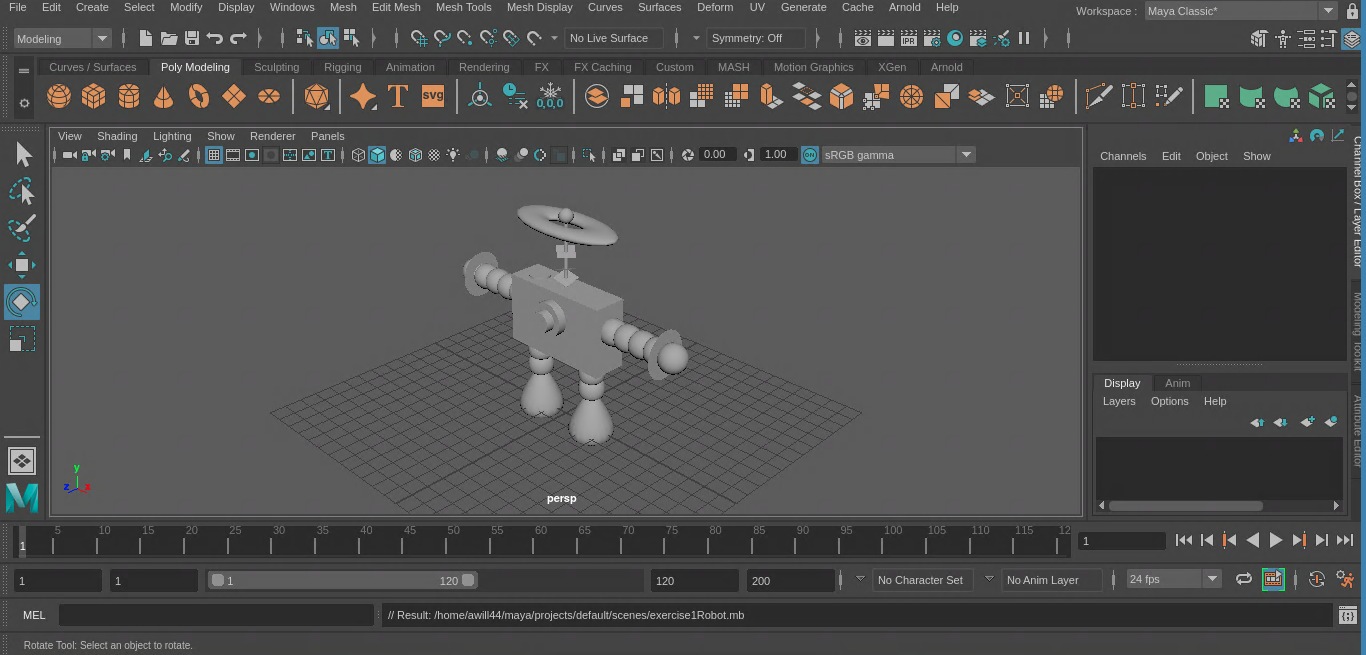 File Edit Create Select Modify Display Windows Mesh Edit Mesh Mesh Tools Mesh Display Curves Surfaces Deform UV Generate Cache Arnold Help
Workspace : Maya Classic*
Modeling No Live Surface Symmetry: Off IPR
Curves / Surfaces Poly Modeling Sculpting Rigging Animation Rendering FX FX Caching Custom MASH Motion Graphics XGen Arnold
T svg 0,0,0
View Shading Lighting Show Renderer Panels
0.00 1.00 ON sRGB gamma
Channels Edit Object Show
Channel Box / Layer Editor
Modeling Toolkit
Attribute Editor
y
z x
persp
Display Anim
Layers Options Help
5 10 15 20 25 30 35 40 45 50 55 60 65 70 75 80 85 90 95 100 105 110 115 12
1 1
1 1 1 120 120 200 No Character Set No Anim Layer 24 fps
MEL // Result: /home/awill44/maya/projects/default/scenes/exercise1Robot.mb
Rotate Tool: Select an object to rotate.